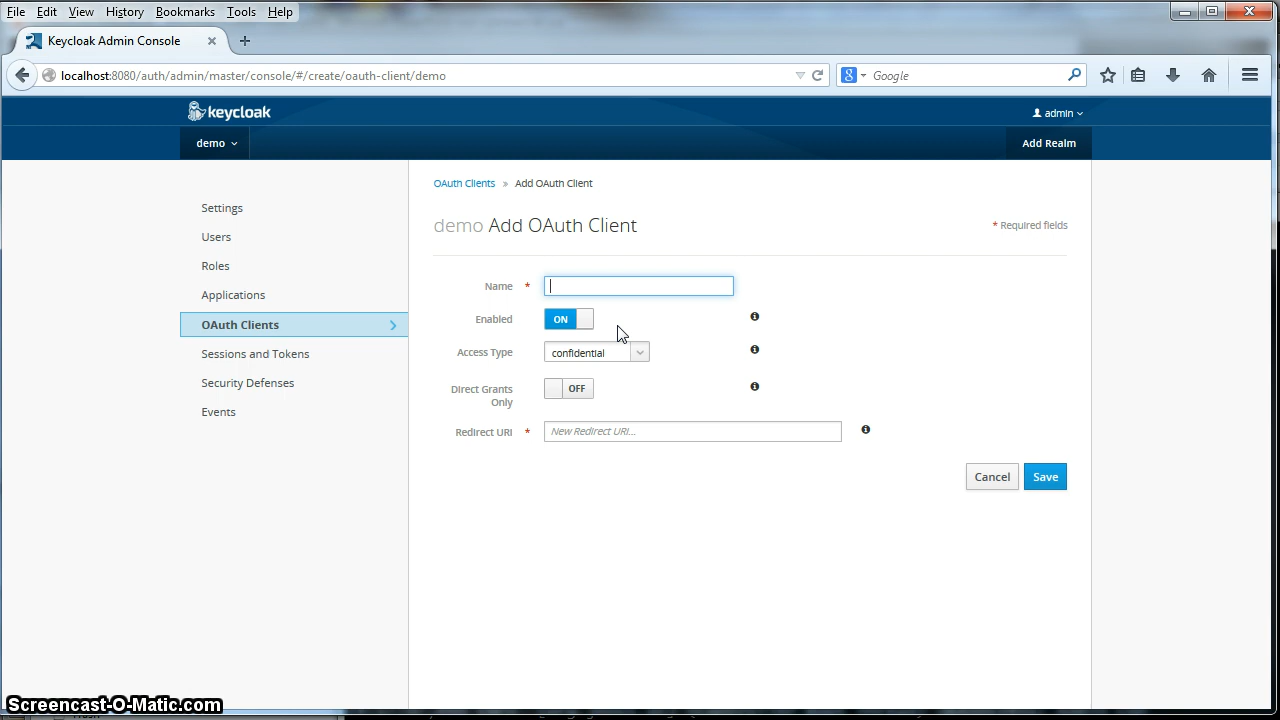 File Edit View History Bookmarks Tools Help
Keycloak Admin Console
localhost:8080/auth/admin/master/console/#/create/oauth-client/demo
8 Google
keycloak
admin
demo
Add Realm
OAuth Clients » Add OAuth Client
Settings
Users
Roles
Applications
OAuth Clients
Sessions and Tokens
Security Defenses
Events
demo Add OAuth Client
* Required fields
Name *
Enabled ON
Access Type confidential
Direct Grants Only OFF
Redirect URI * New Redirect URI...
Cancel Save
Screencast-O-Matic.com